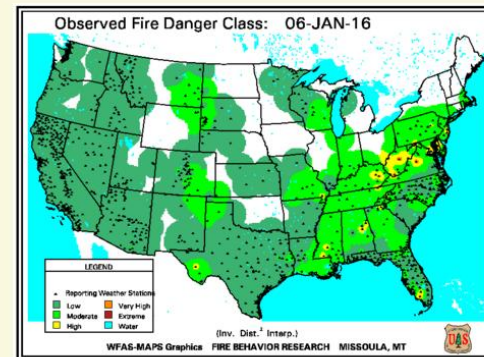 Observed Fire Danger Class: 06-JAN-16
LEGEND
Reporting Weather Stations
Low
Moderate
High
Very High
Extreme
Water
(Inv. Dist.² Interp.)
WFAS-MAPS Graphics FIRE BEHAVIOR RESEARCH MISSOULA, MT
UAS